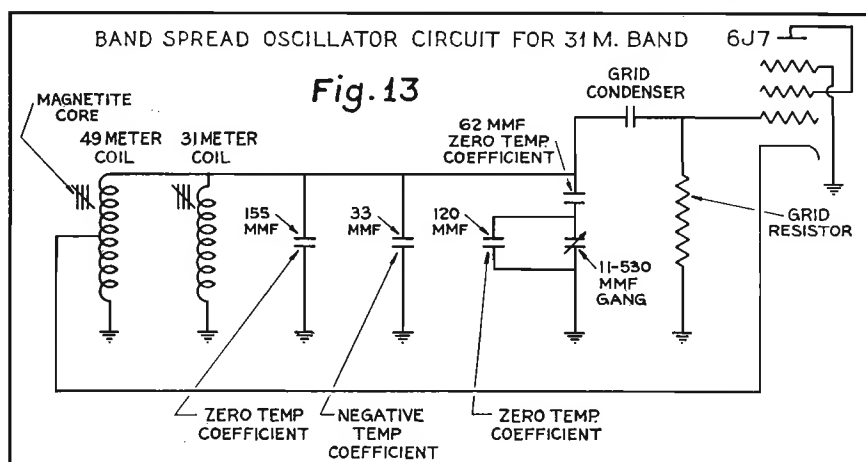 BAND SPREAD OSCILLATOR CIRCUIT FOR 31 M. BAND
6J7
Fig. 13
MAGNETITE
CORE
49 METER
COIL
31 METER
COIL
GRID
CONDENSER
62 MMF
ZERO TEMP.
COEFFICIENT
155
MMF
33
MMF
120
MMF
11-530
MMF
GANG
GRID
RESISTOR
ZERO TEMP.
COEFFICIENT
NEGATIVE
TEMP
COEFFICIENT
ZERO TEMP.
COEFFICIENT